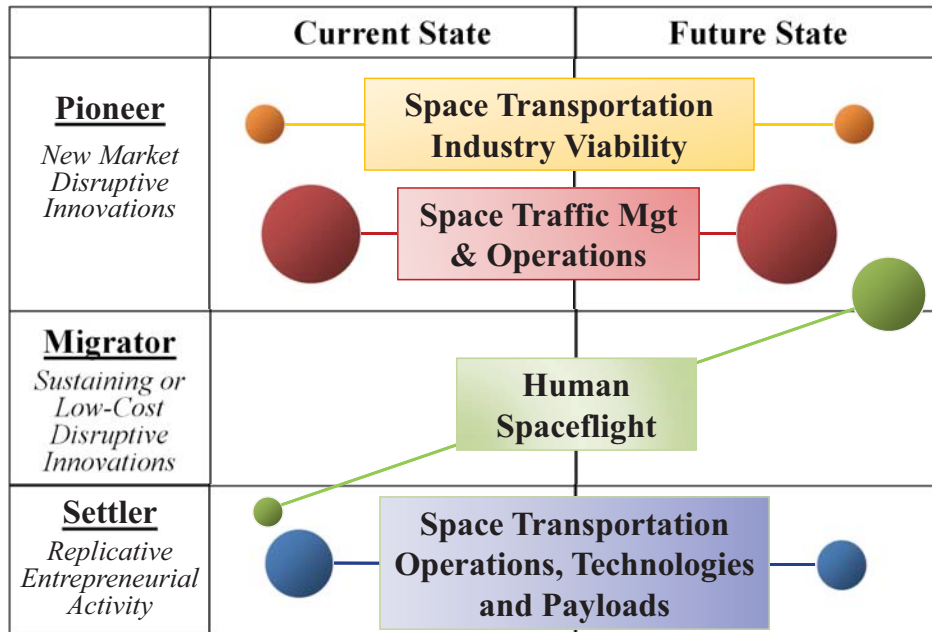 Current State
Future State
Pioneer
New Market
Disruptive
Innovations
Space Transportation
Industry Viability
Space Traffic Mgt
& Operations
Migrator
Sustaining or
Low-Cost
Disruptive
Innovations
Human
Spaceflight
Settler
Replicative
Entrepreneurial
Activity
Space Transportation
Operations, Technologies
and Payloads